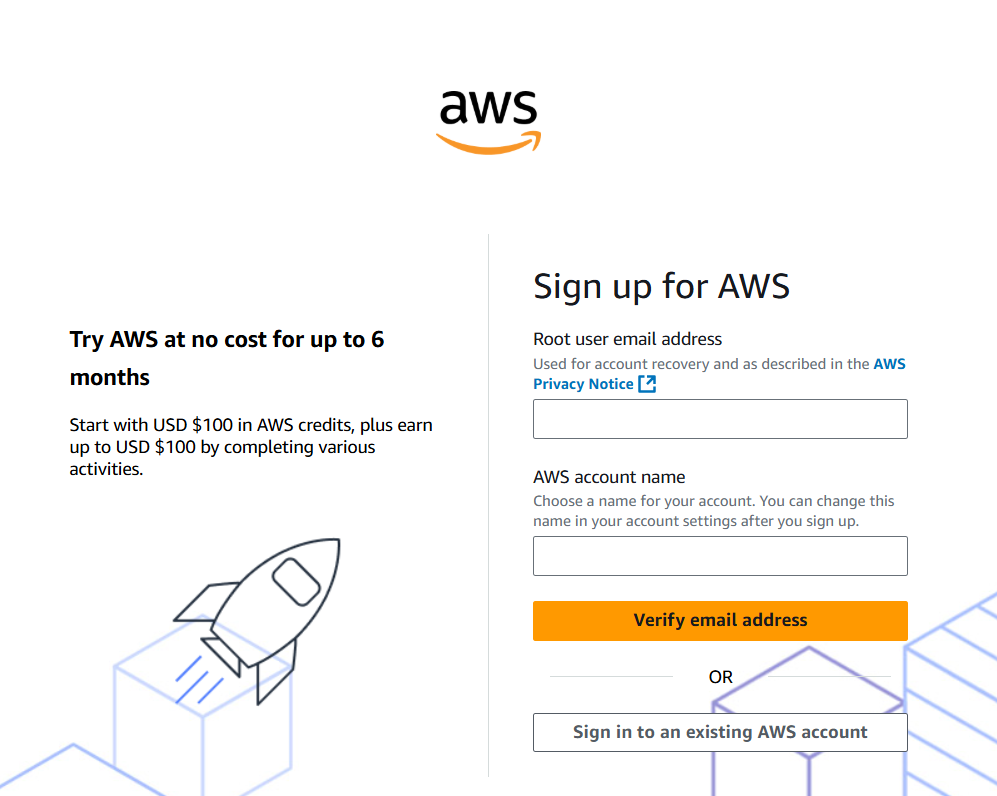 aws
Try AWS at no cost for up to 6
months
Start with USD $100 in AWS credits, plus earn
up to USD $100 by completing various
activities.
Sign up for AWS
Root user email address
Used for account recovery and as described in the AWS
Privacy Notice
AWS account name
Choose a name for your account. You can change this
name in your account settings after you sign up.
Verify email address
OR
Sign in to an existing AWS account